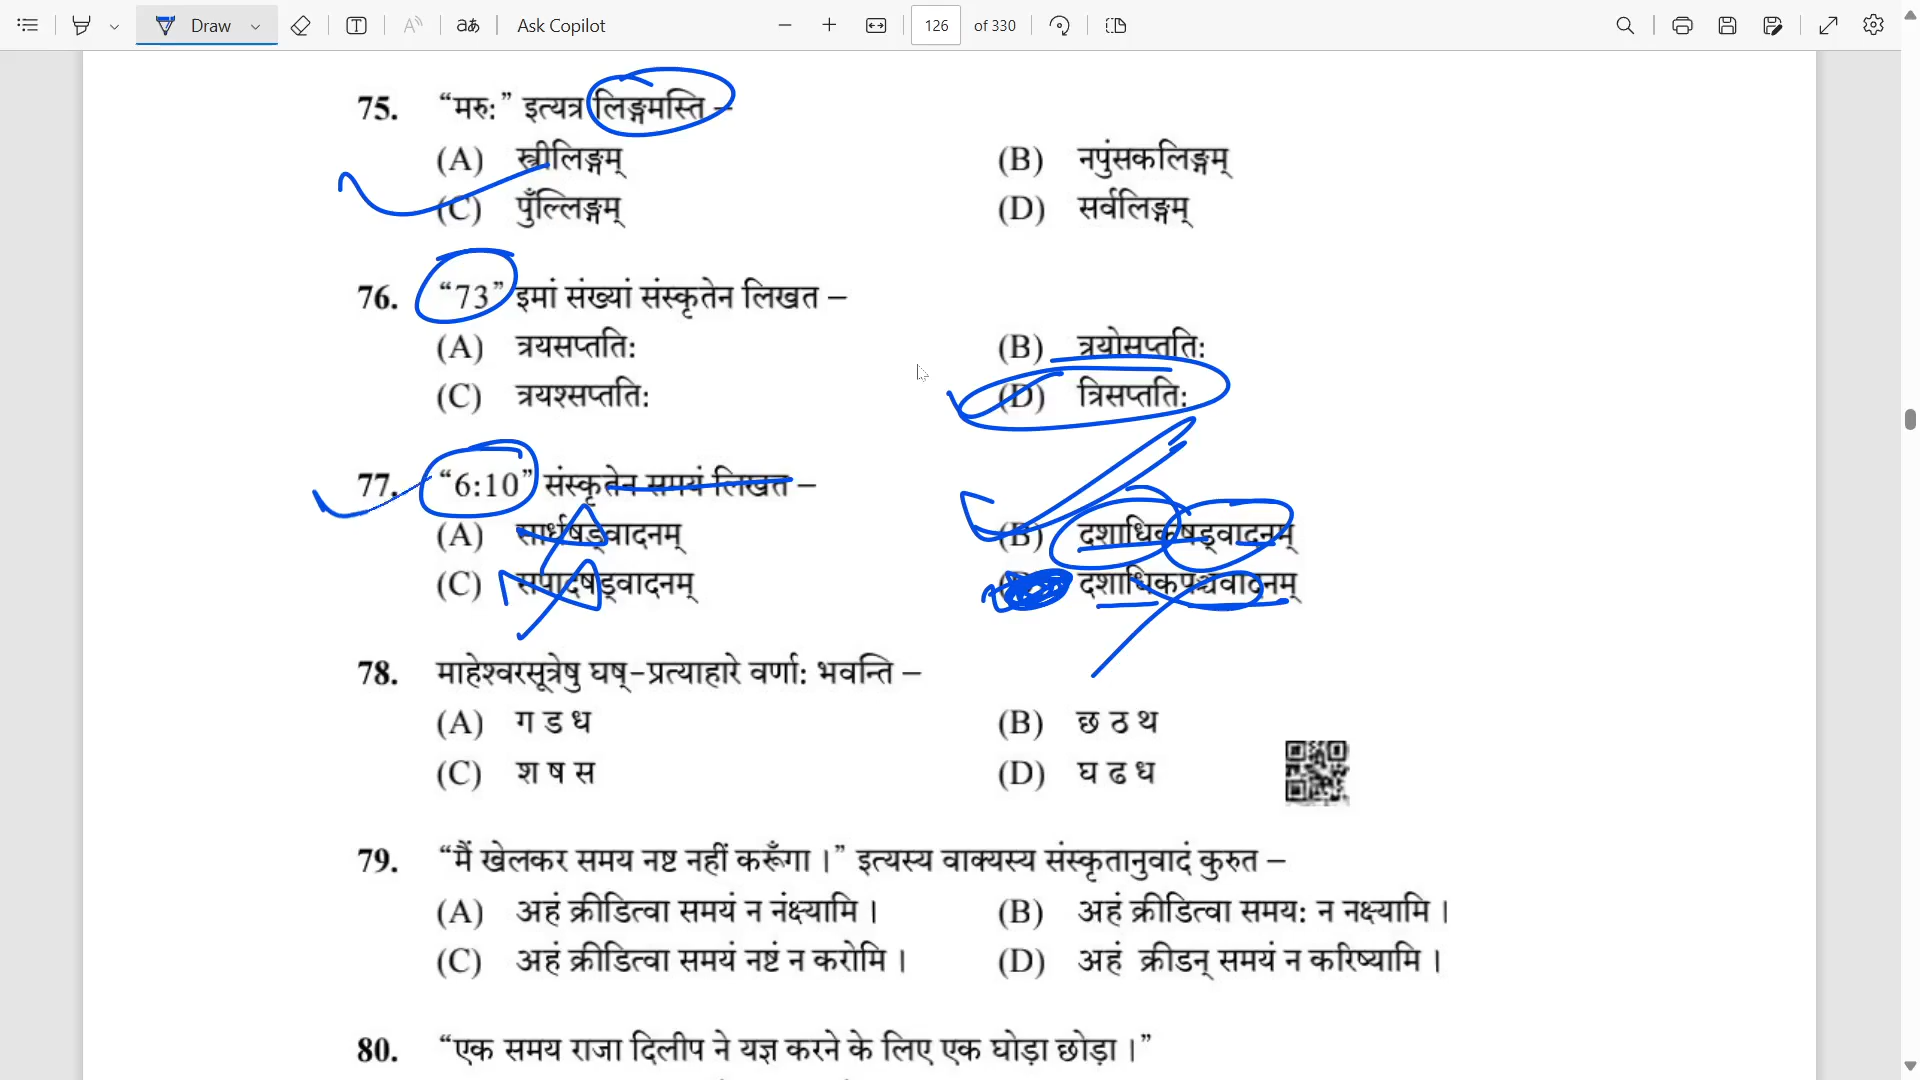 Draw
Ask Copilot
126 of 330
75. “मरु:” इत्यत्र लिङ्गमस्ति –
(A) स्त्रीलिङ्गम् (B) नपुंसकलिङ्गम्
(C) पुँल्लिङ्गम् (D) सर्वलिङ्गम्
76. “73” इमां संख्यां संस्कृतेन लिखत –
(A) त्रयसप्तति: (B) त्रयोसप्तति:
(C) त्रयश्सप्तति: (D) त्रिसप्तति:
77. “6:10” संस्कृतेन समयं लिखत –
(A) सार्धषड्वादनम् (B) दशाधिकषड्वादनम्
(C) सपादषड्वादनम् दशाधिकपञ्चवादनम्
78. माहेश्वरसूत्रेषु घष्-प्रत्याहारे वर्णा: भवन्ति –
(A) ग ड ध (B) छ ठ थ
(C) श ष स (D) घ ढ ध
79. “मैं खेलकर समय नष्ट नहीं करूँगा ।” इत्यस्य वाक्यस्य संस्कृतानुवादं कुरुत –
(A) अहं क्रीडित्वा समयं न नंक्ष्यामि । (B) अहं क्रीडित्वा समय: न नक्ष्यामि ।
(C) अहं क्रीडित्वा समयं नष्टं न करोमि । (D) अहं क्रीडन् समयं न करिष्यामि ।
80. “एक समय राजा दिलीप ने यज्ञ करने के लिए एक घोड़ा छोड़ा ।”